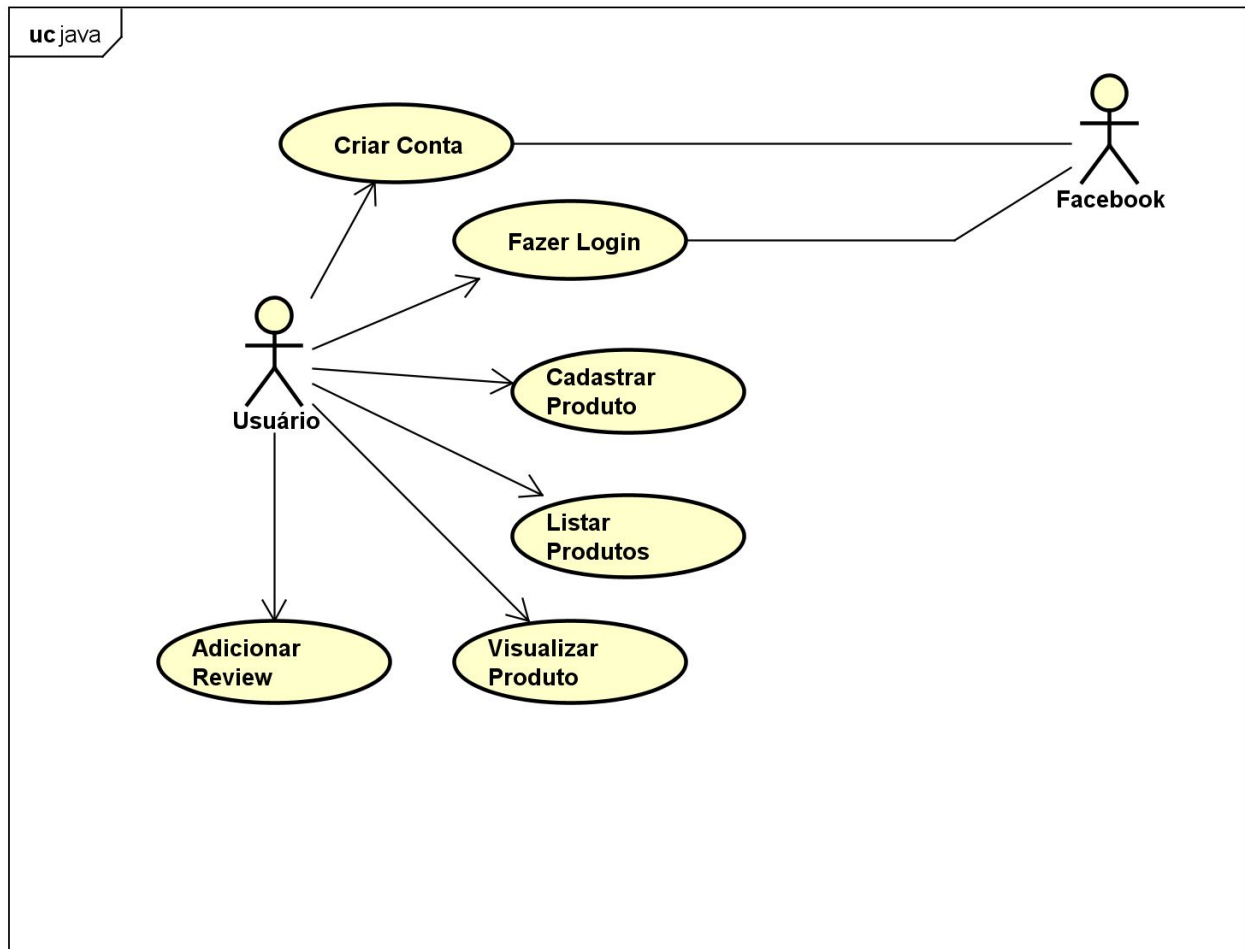 uc java
Criar Conta
Facebook
Fazer Login
Usuário
Cadastrar
Produto
Listar
Produtos
Adicionar
Review
Visualizar
Produto